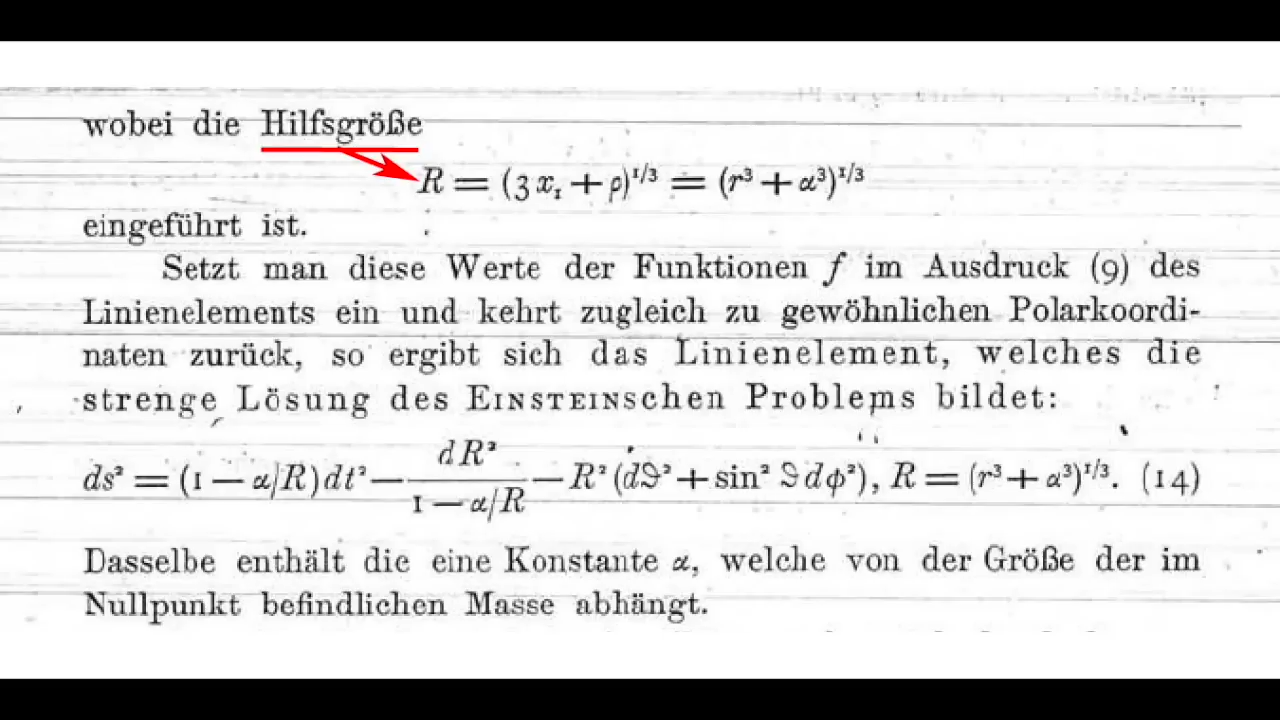 wobei die Hilfsgröße
R = (3 x₁ + ρ)^1/3 = (r³ + α³)^1/3
eingeführt ist.
Setzt man diese Werte der Funktionen f im Ausdruck (9) des
Linienelements ein und kehrt zugleich zu gewöhnlichen Polarkoordi-
naten zurück, so ergibt sich das Linienelement, welches die
strenge Lösung des EINSTEINschen Problems bildet:
ds² = (1 − α/R) dt² − dR²/(1 − α/R) − R² (dϑ² + sin² ϑ dφ²), R = (r³ + α³)^1/3. (14)
Dasselbe enthält die eine Konstante α, welche von der Größe der im
Nullpunkt befindlichen Masse abhängt.